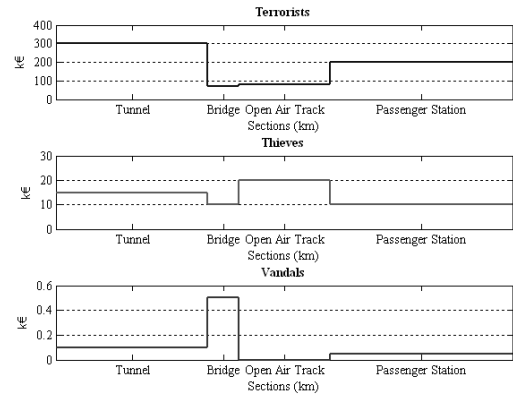 Terrorists
400
300
200
100
0
k€
Tunnel Bridge Open Air Track Passenger Station
Sections (km)
Thieves
30
20
10
0
k€
Tunnel Bridge Open Air Track Passenger Station
Sections (km)
Vandals
0.6
0.4
0.2
0
k€
Tunnel Bridge Open Air Track Passenger Station
Sections (km)